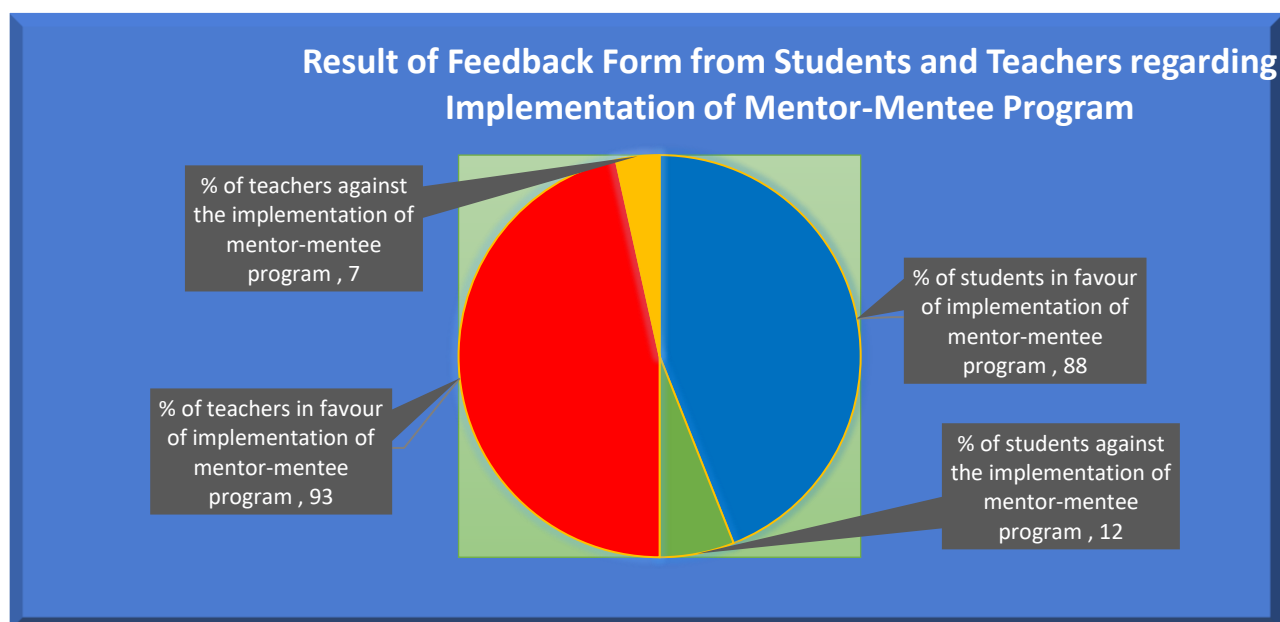 Result of Feedback Form from Students and Teachers regarding
Implementation of Mentor-Mentee Program
% of teachers against
the implementation of
mentor-mentee
program , 7
% of students in favour
of implementation of
mentor-mentee
program , 88
% of teachers in favour
of implementation of
mentor-mentee
program , 93
% of students against
the implementation of
mentor-mentee
program , 12